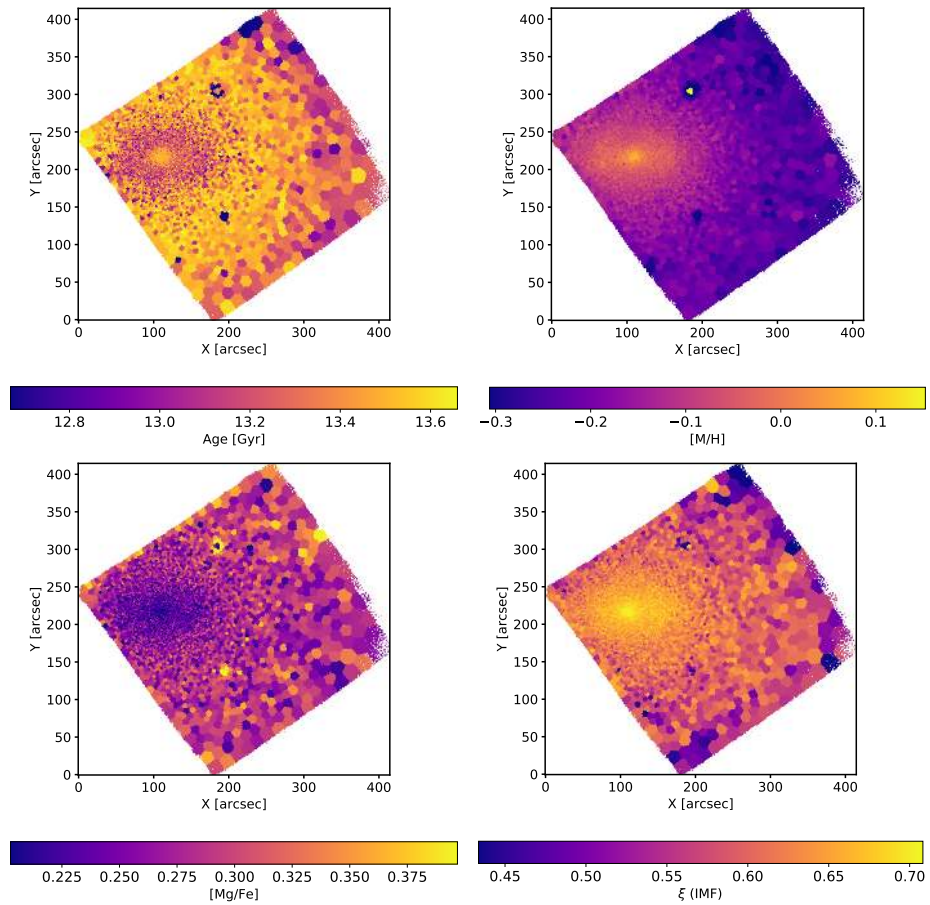 400
350
300
250
200
150
100
50
0
Y [arcsec]
0 100 200 300 400
X [arcsec]
12.8 13.0 13.2 13.4 13.6
Age [Gyr]
400
350
300
250
200
150
100
50
0
Y [arcsec]
0 100 200 300 400
X [arcsec]
−0.3 −0.2 −0.1 0.0 0.1
[M/H]
400
350
300
250
200
150
100
50
0
Y [arcsec]
0 100 200 300 400
X [arcsec]
0.225 0.250 0.275 0.300 0.325 0.350 0.375
[Mg/Fe]
400
350
300
250
200
150
100
50
0
Y [arcsec]
0 100 200 300 400
X [arcsec]
0.45 0.50 0.55 0.60 0.65 0.70
ξ (IMF)